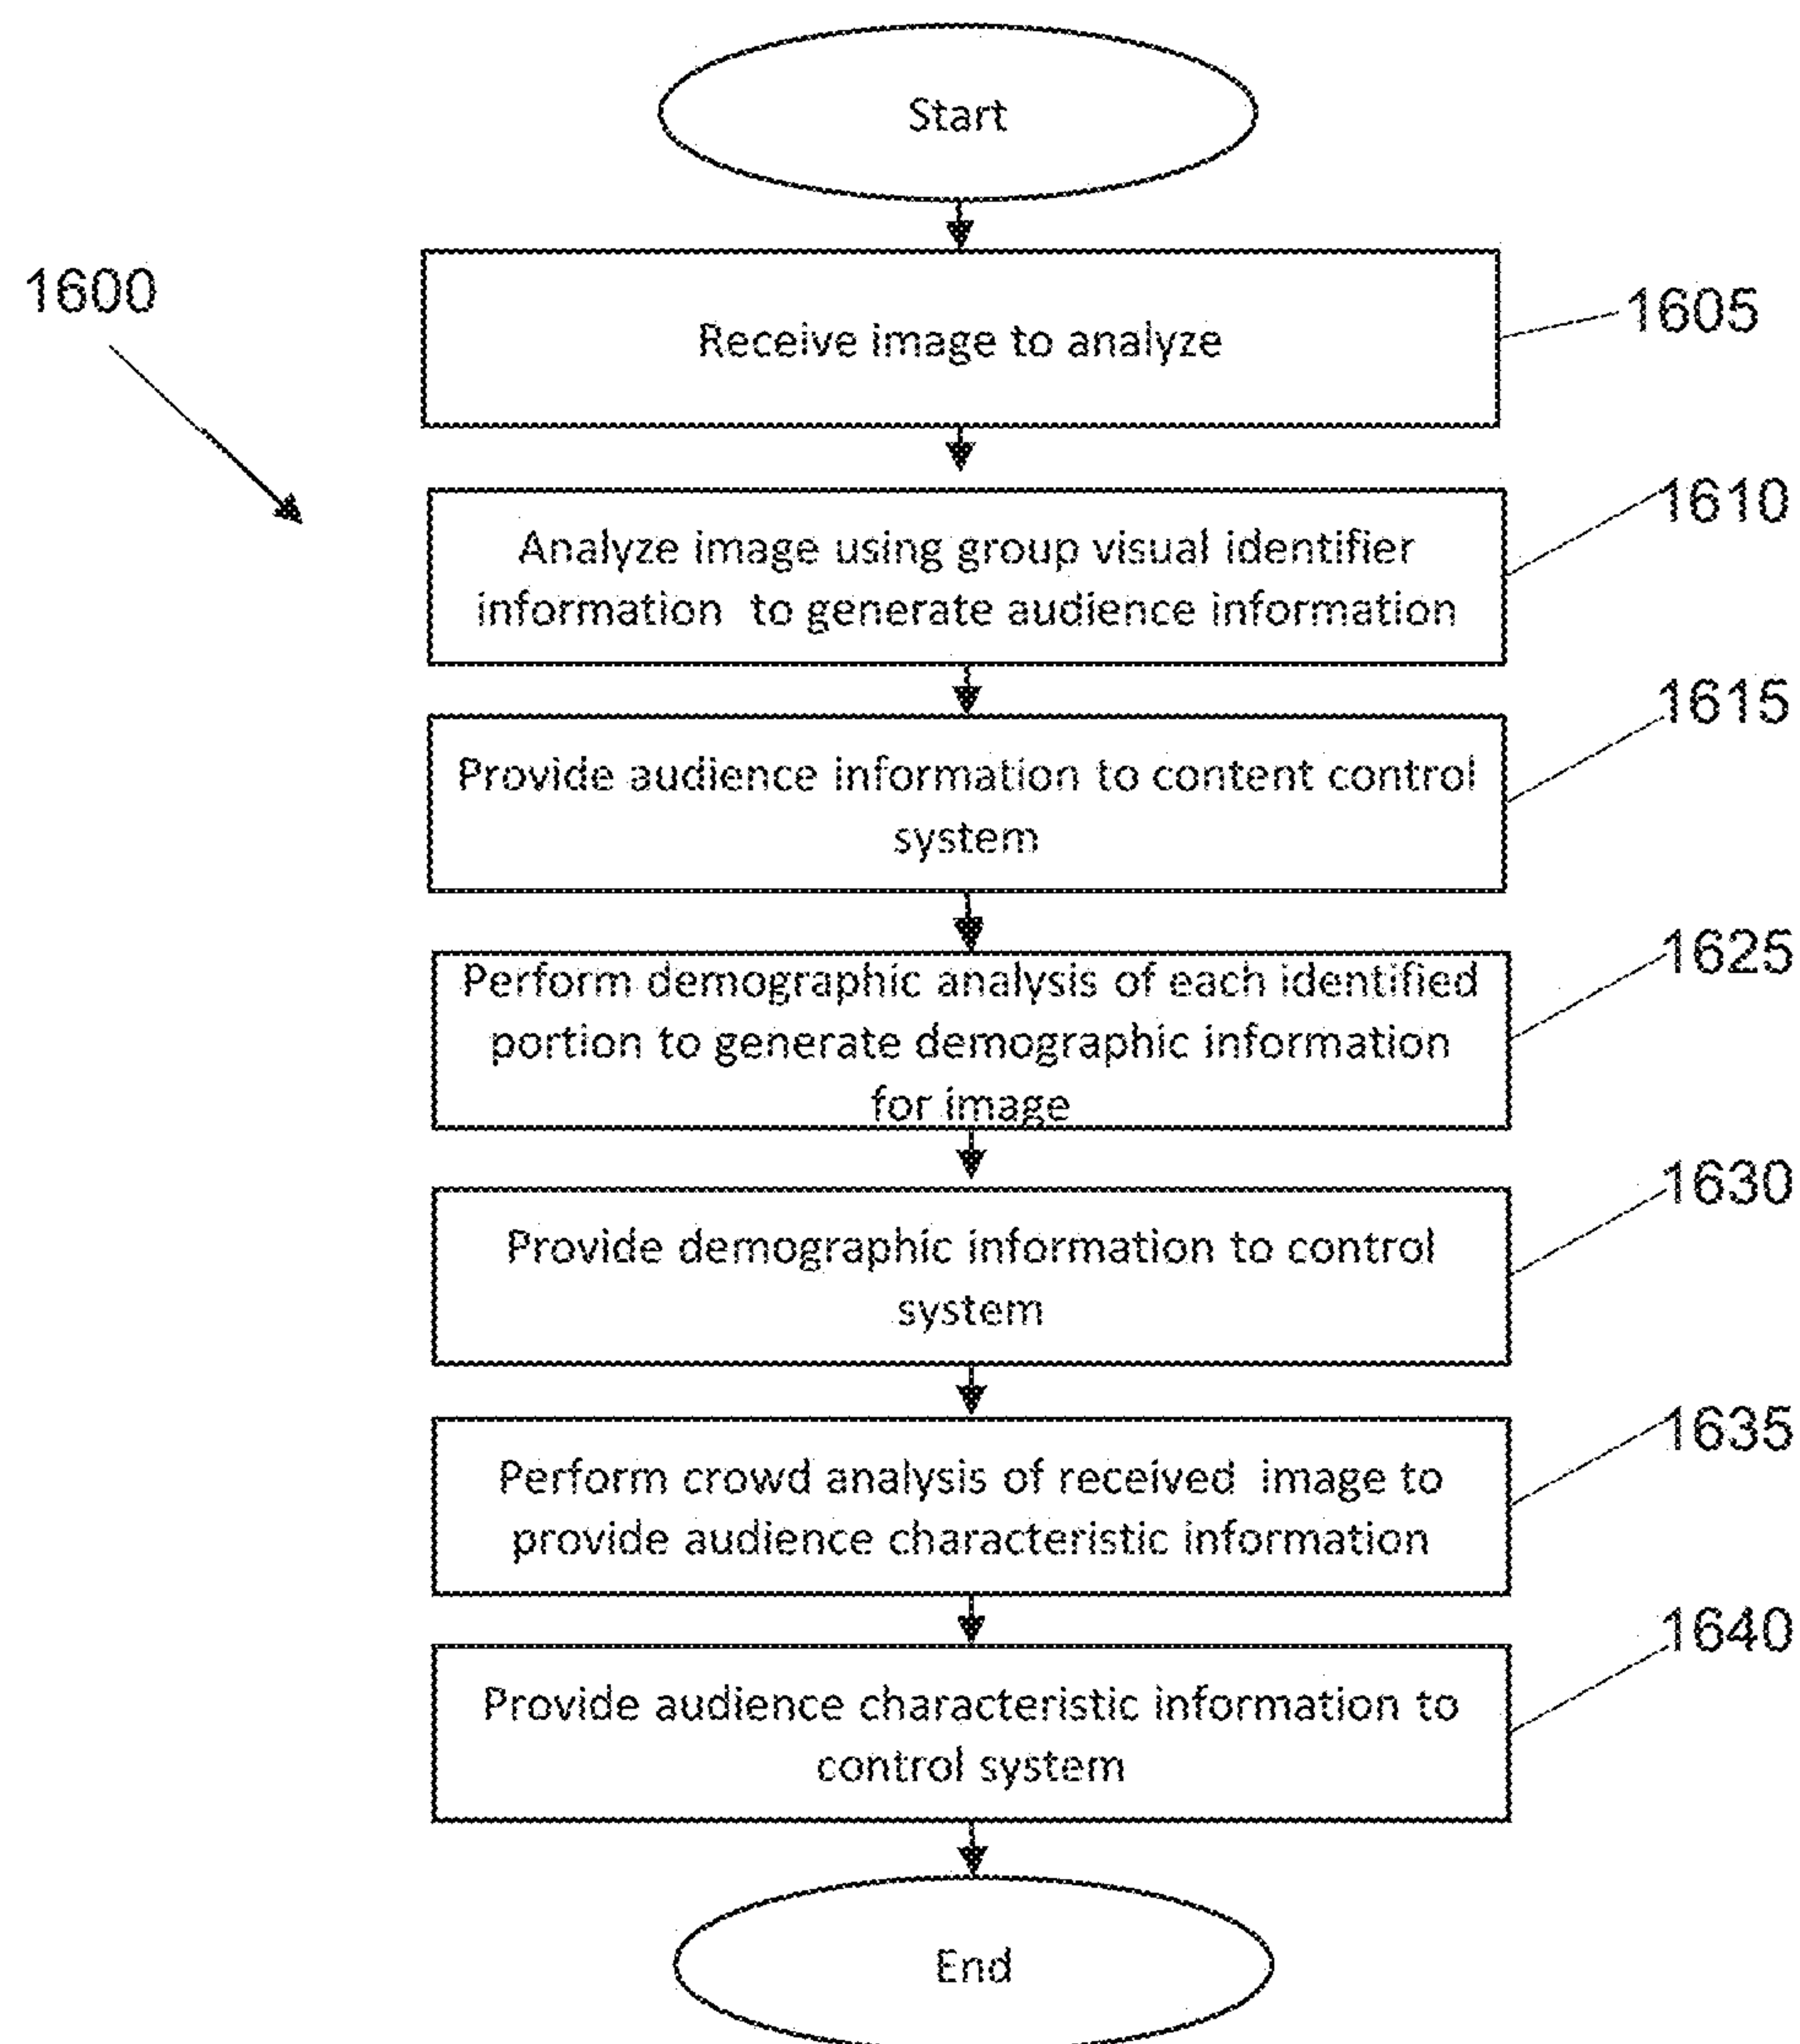 Start
1600
Receive image to analyze
1605
Analyze image using group visual identifier
information to generate audience information
1610
Provide audience information to content control
system
1615
Perform demographic analysis of each identified
portion to generate demographic information
for image
1625
Provide demographic information to control
system
1630
Perform crowd analysis of received image to
provide audience characteristic information
1635
Provide audience characteristic information to
control system
1640
End